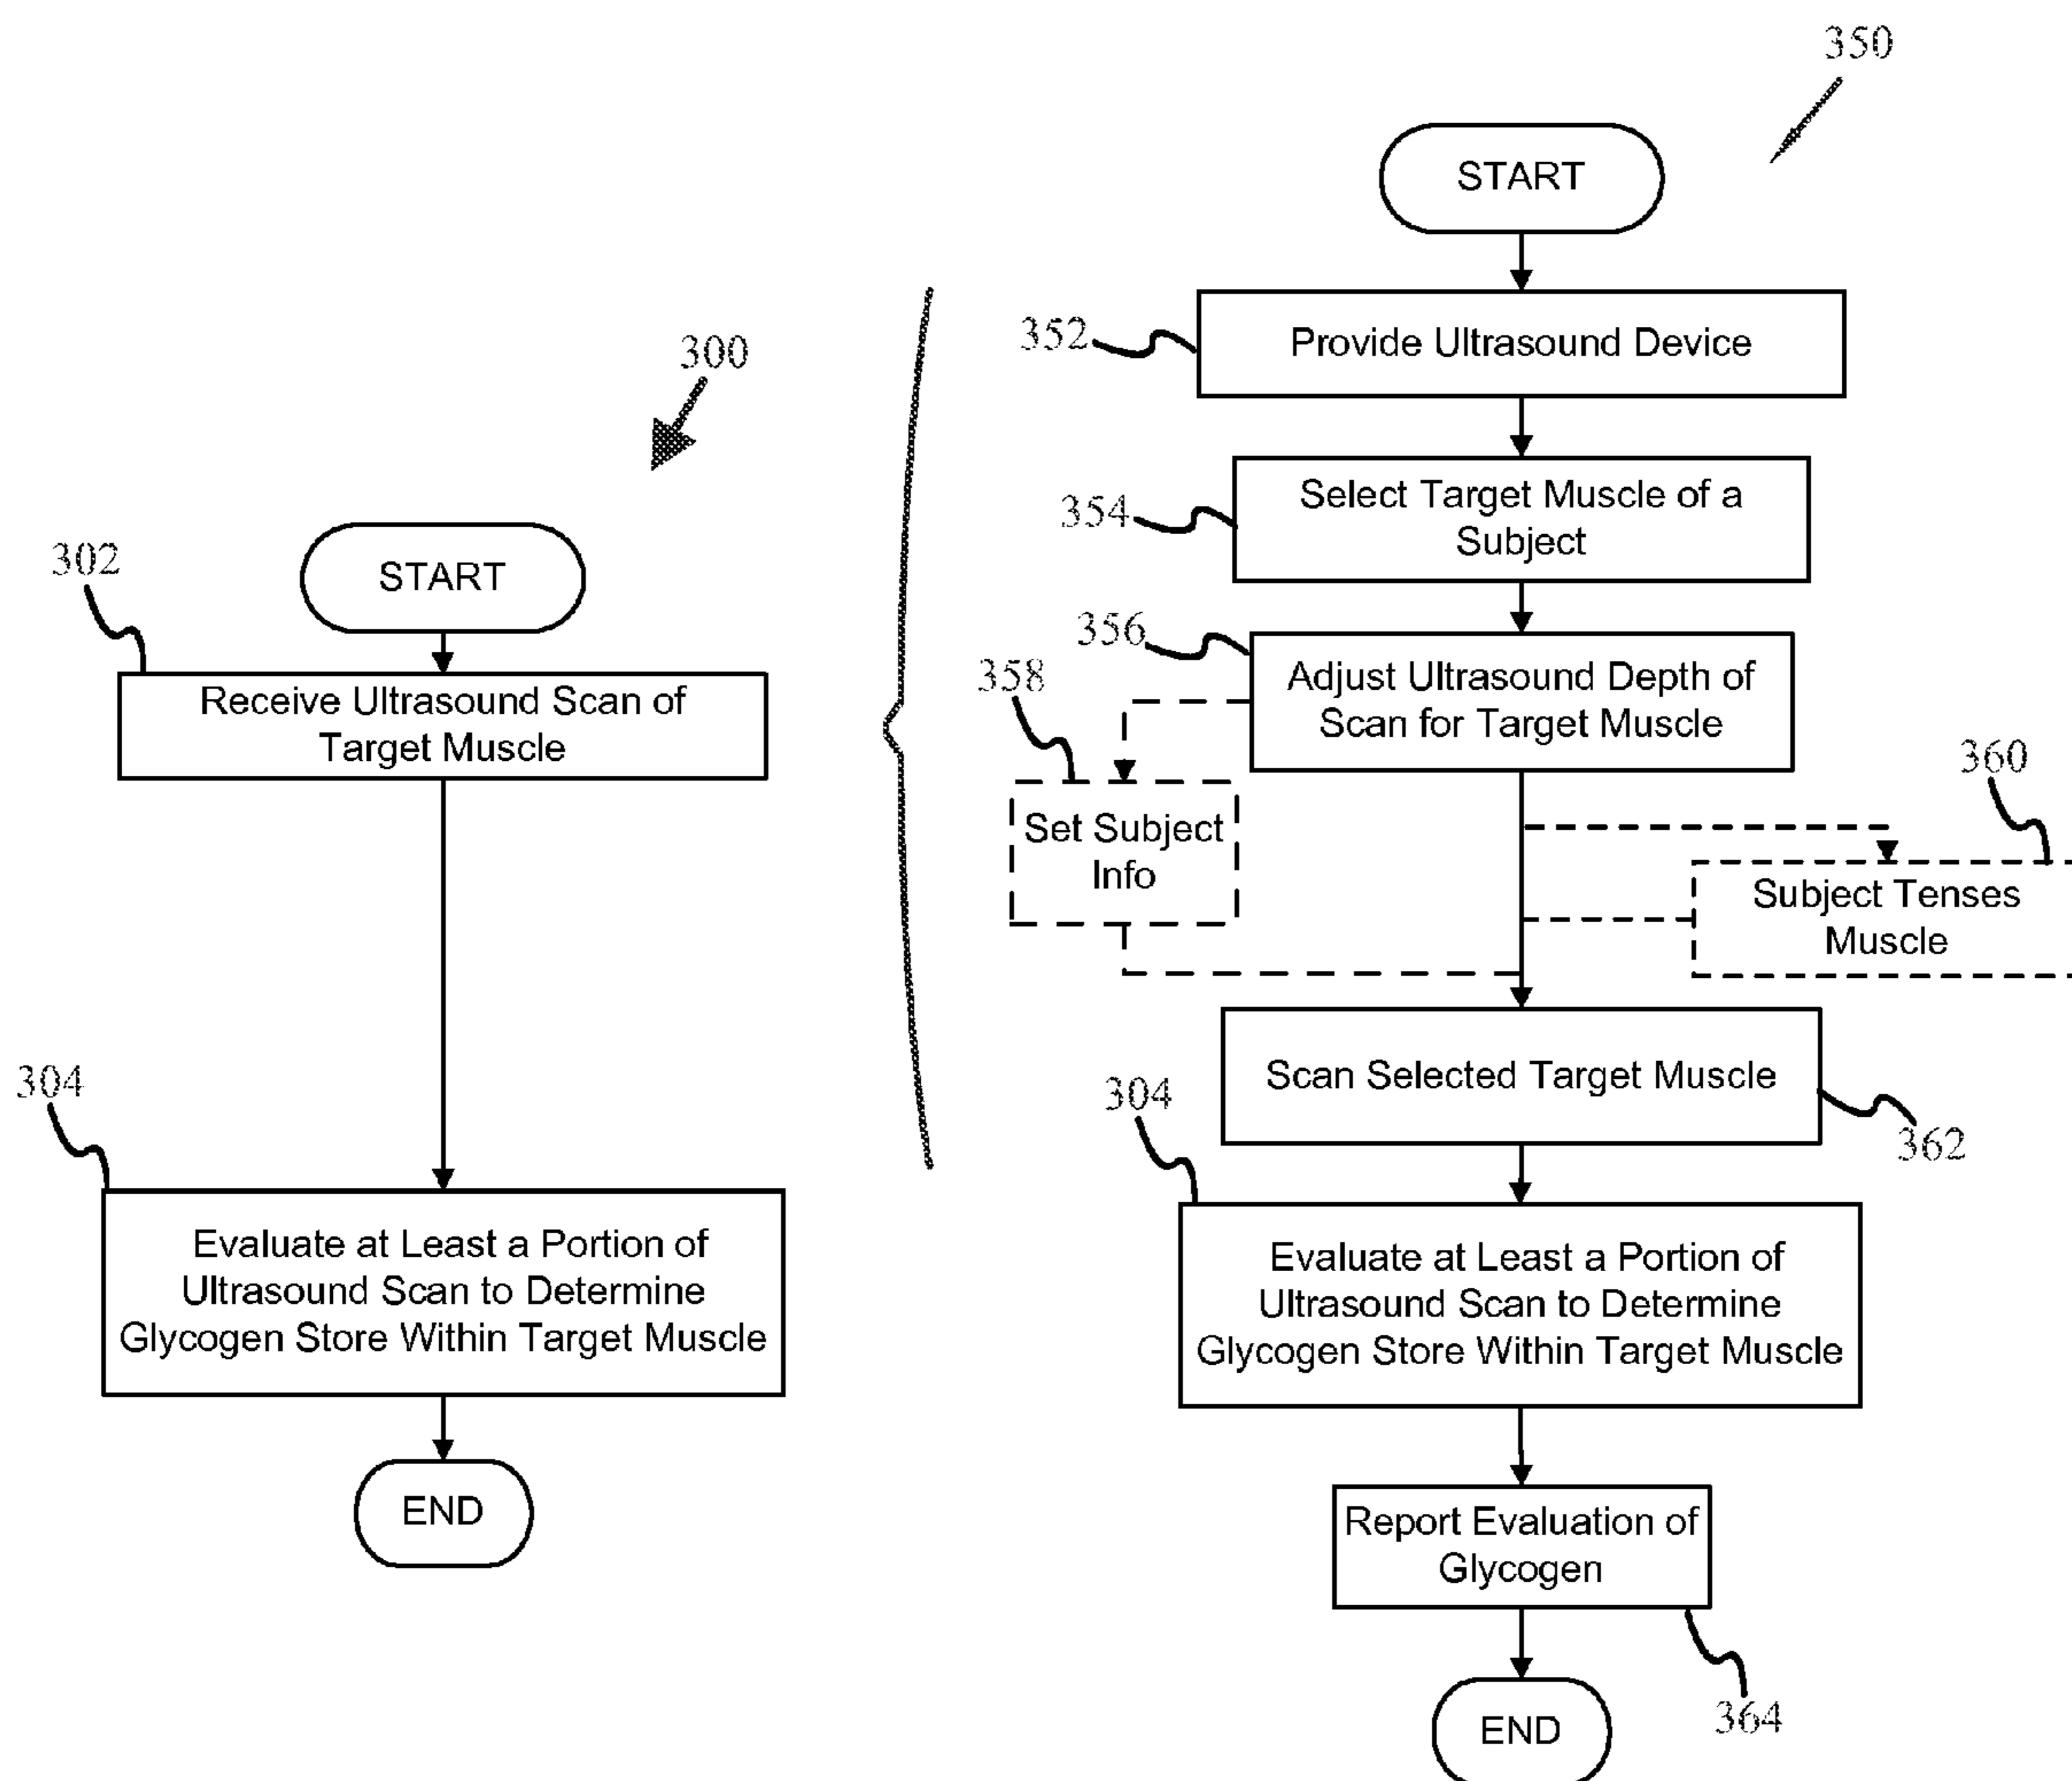 300
START
302
Receive Ultrasound Scan of
Target Muscle
304
Evaluate at Least a Portion of
Ultrasound Scan to Determine
Glycogen Store Within Target Muscle
END
350
START
352
Provide Ultrasound Device
354
Select Target Muscle of a
Subject
356
Adjust Ultrasound Depth of
Scan for Target Muscle
358
Set Subject
Info
360
Subject Tenses
Muscle
Scan Selected Target Muscle
362
304
Evaluate at Least a Portion of
Ultrasound Scan to Determine
Glycogen Store Within Target Muscle
Report Evaluation of
Glycogen
364
END